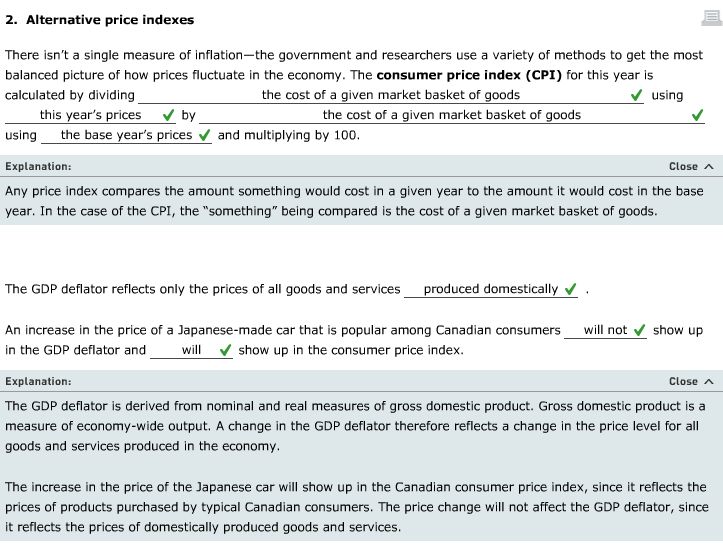 2. Alternative price indexes
There isn't a single measure of inflation—the government and researchers use a variety of methods to get the most
balanced picture of how prices fluctuate in the economy. The consumer price index (CPI) for this year is
calculated by dividing the cost of a given market basket of goods ✔ using
this year's prices ✔ by the cost of a given market basket of goods ✔
using the base year's prices ✔ and multiplying by 100.
Explanation: Close ∧
Any price index compares the amount something would cost in a given year to the amount it would cost in the base
year. In the case of the CPI, the “something” being compared is the cost of a given market basket of goods.
The GDP deflator reflects only the prices of all goods and services produced domestically ✔ .
An increase in the price of a Japanese-made car that is popular among Canadian consumers will not ✔ show up
in the GDP deflator and will ✔ show up in the consumer price index.
Explanation: Close ∧
The GDP deflator is derived from nominal and real measures of gross domestic product. Gross domestic product is a
measure of economy-wide output. A change in the GDP deflator therefore reflects a change in the price level for all
goods and services produced in the economy.
The increase in the price of the Japanese car will show up in the Canadian consumer price index, since it reflects the
prices of products purchased by typical Canadian consumers. The price change will not affect the GDP deflator, since
it reflects the prices of domestically produced goods and services.